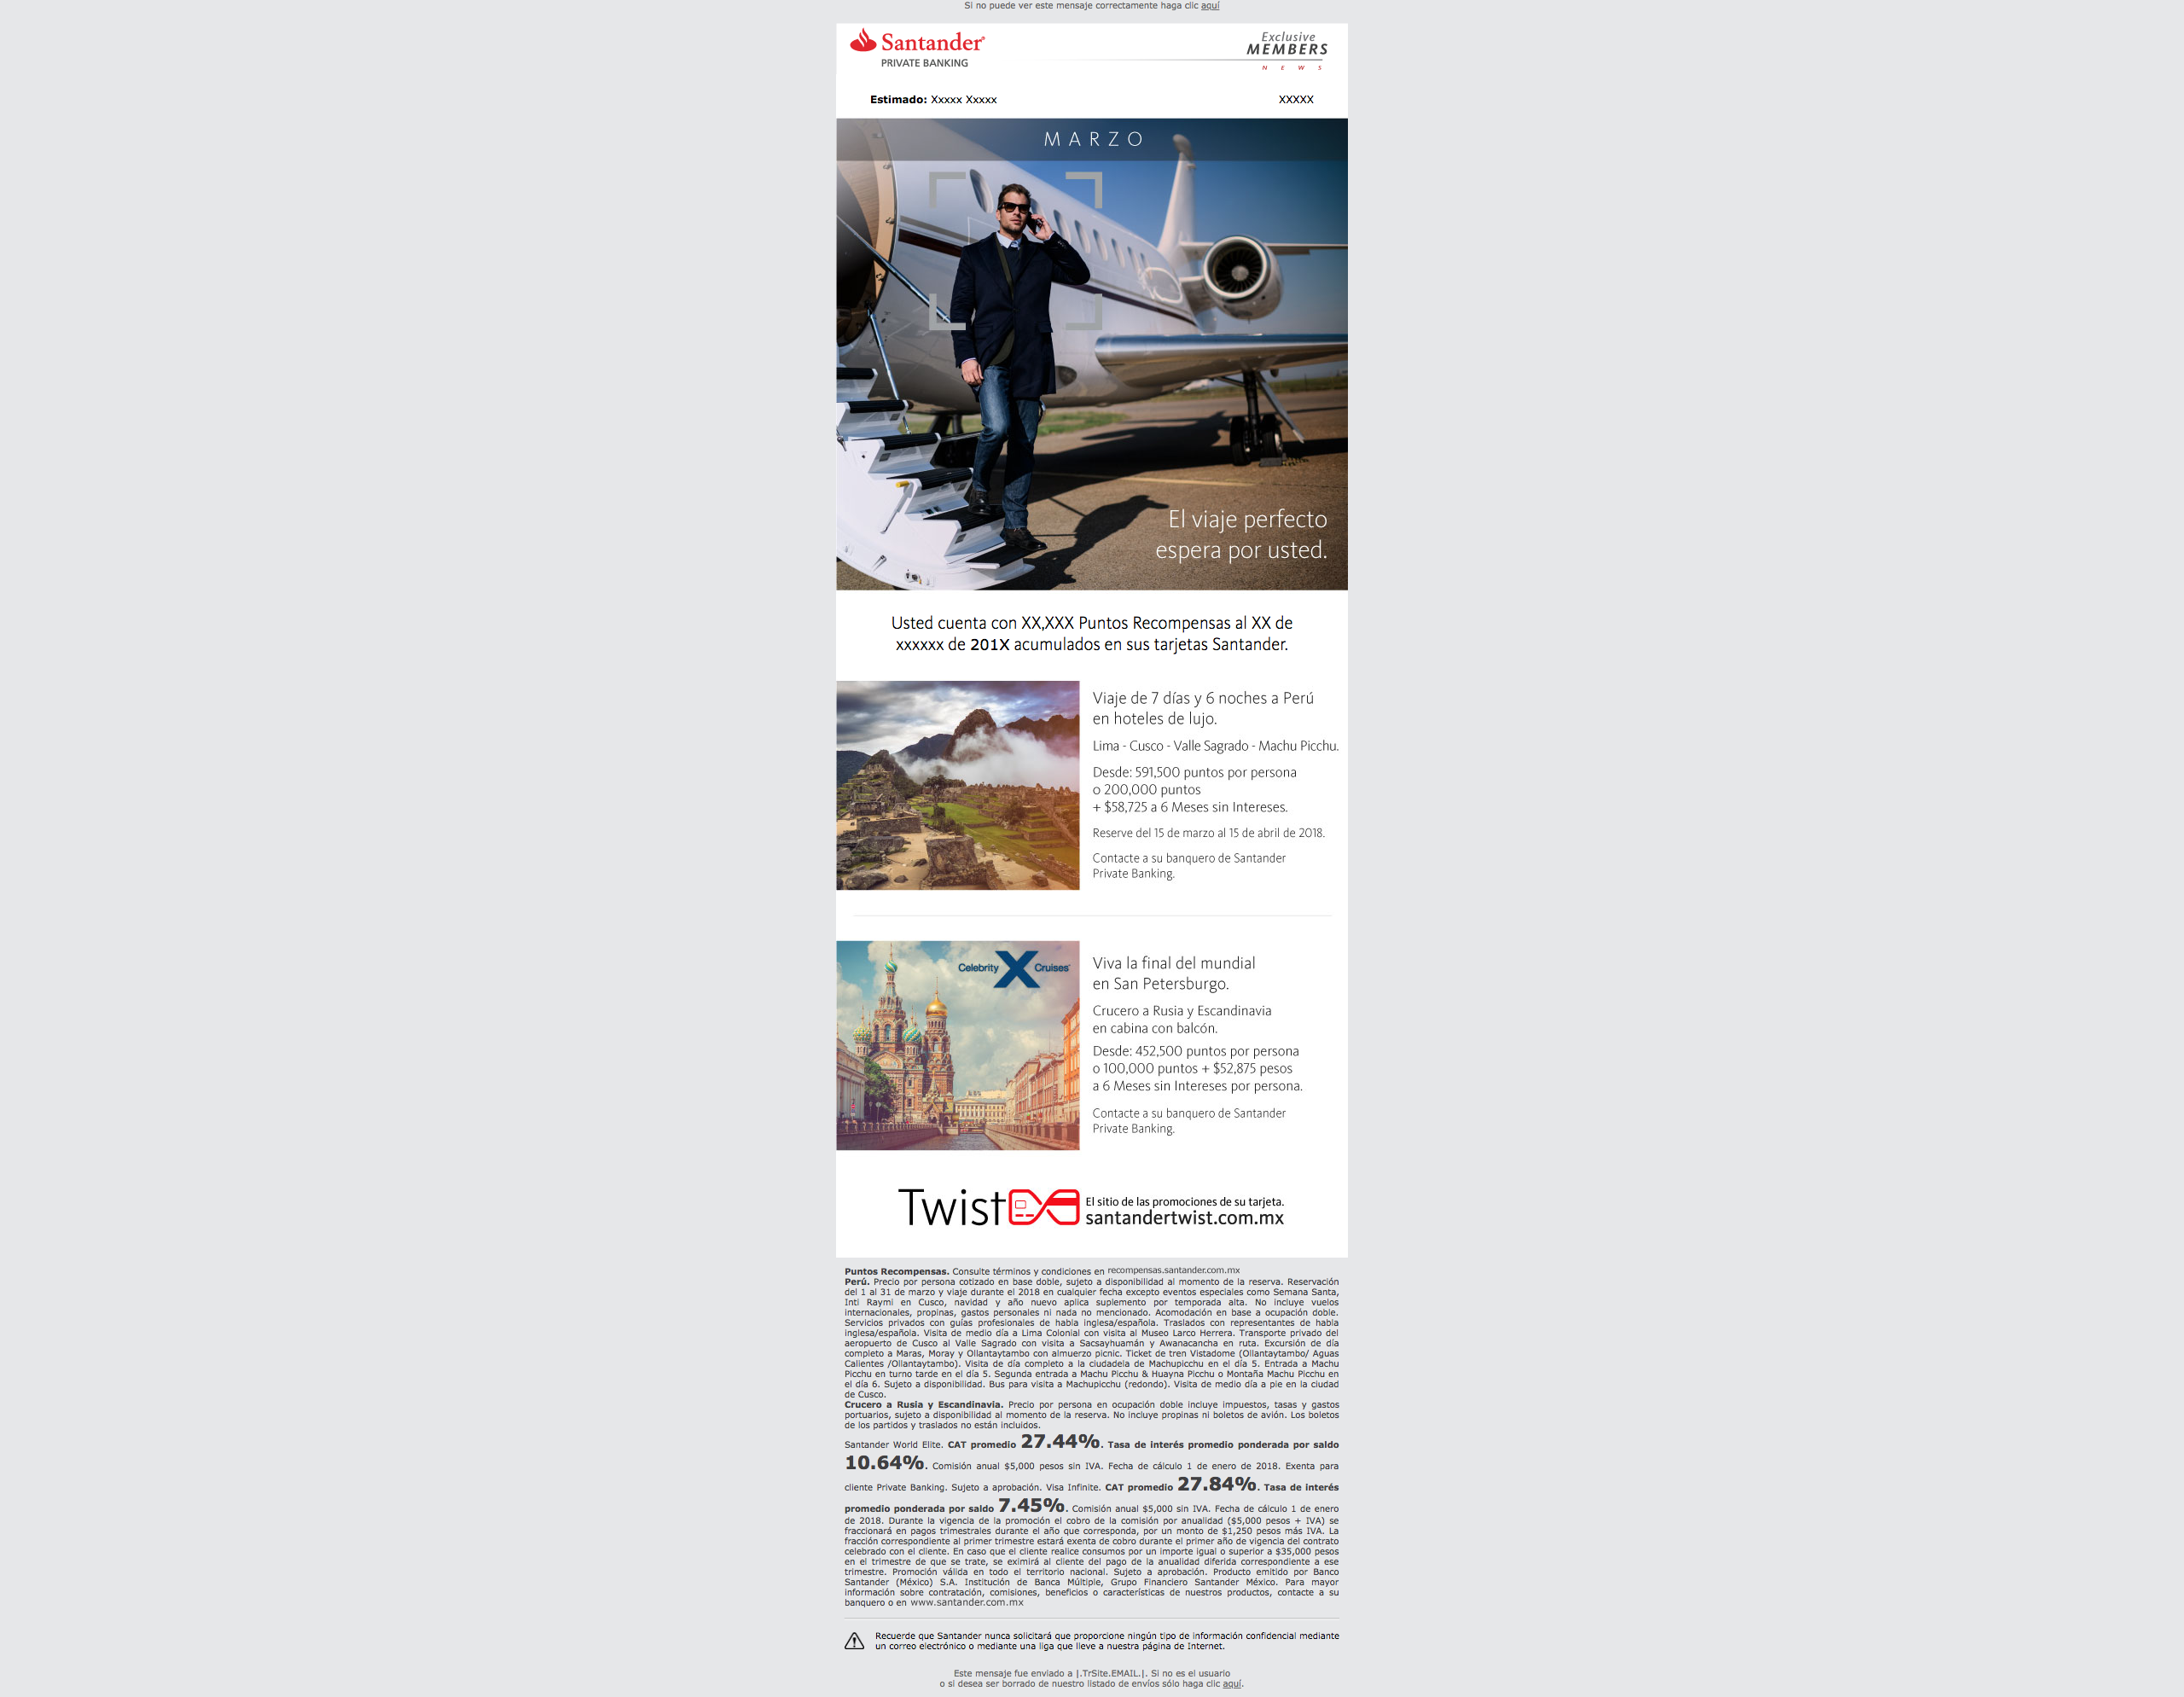 Si no puede ver este mensaje correctamente haga clic aquí
Santander
PRIVATE BANKING
Exclusive
MEMBERS
NEWS
Estimado: Xxxxx Xxxxx
XXXXX
MARZO
El viaje perfecto
espera por usted.
Usted cuenta con XX,XXX Puntos Recompensas al XX de
xxxxxx de 201X acumulados en sus tarjetas Santander.
Viaje de 7 días y 6 noches a Perú
en hoteles de lujo.
Lima - Cusco - Valle Sagrado - Machu Picchu.
Desde: 591,500 puntos por persona
o 200,000 puntos
+ $58,725 a 6 Meses sin Intereses.
Reserve del 15 de marzo al 15 de abril de 2018.
Contacte a su banquero de Santander
Private Banking.
Celebrity X Cruises
Viva la final del mundial
en San Petersburgo.
Crucero a Rusia y Escandinavia
en cabina con balcón.
Desde: 452,500 puntos por persona
o 100,000 puntos + $52,875 pesos
a 6 Meses sin Intereses por persona.
Contacte a su banquero de Santander
Private Banking.
Twist
El sitio de las promociones de su tarjeta.
santandertwist.com.mx
Puntos Recompensas. Consulte términos y condiciones en recompensas.santander.com.mx
Perú. Precio por persona cotizado en base doble, sujeto a disponibilidad al momento de la reserva. Reservación
del 1 al 31 de marzo y viaje durante el 2018 en cualquier fecha excepto eventos especiales como Semana Santa,
Inti Raymi en Cusco, navidad y año nuevo aplica suplemento por temporada alta. No incluye vuelos
internacionales, propinas, gastos personales ni nada no mencionado. Acomodación en base a ocupación doble.
Servicios privados con guías profesionales de habla inglesa/española. Traslados con representantes de habla
inglesa/española. Visita de medio día a Lima Colonial con visita al Museo Larco Herrera. Transporte privado del
aeropuerto de Cusco al Valle Sagrado con visita a Sacsayhuamán y Awanacancha en ruta. Excursión de día
completo a Maras, Moray y Ollantaytambo con almuerzo picnic. Ticket de tren Vistadome (Ollantaytambo/ Aguas
Calientes /Ollantaytambo). Visita de día completo a la ciudadela de Machupicchu en el día 5. Entrada a Machu
Picchu en turno tarde en el día 5. Segunda entrada a Machu Picchu & Huayna Picchu o Montaña Machu Picchu en
el día 6. Sujeto a disponibilidad. Bus para visita a Machupicchu (redondo). Visita de medio día a pie en la ciudad
de Cusco.
Crucero a Rusia y Escandinavia. Precio por persona en ocupación doble incluye impuestos, tasas y gastos
portuarios, sujeto a disponibilidad al momento de la reserva. No incluye propinas ni boletos de avión. Los boletos
de los partidos y traslados no están incluidos.
Santander World Elite. CAT promedio 27.44%. Tasa de interés promedio ponderada por saldo
10.64%. Comisión anual $5,000 pesos sin IVA. Fecha de cálculo 1 de enero de 2018. Exenta para
cliente Private Banking. Sujeto a aprobación. Visa Infinite. CAT promedio 27.84%. Tasa de interés
promedio ponderada por saldo 7.45%. Comisión anual $5,000 sin IVA. Fecha de cálculo 1 de enero
de 2018. Durante la vigencia de la promoción el cobro de la comisión por anualidad ($5,000 pesos + IVA) se
fraccionará en pagos trimestrales durante el año que corresponda, por un monto de $1,250 pesos más IVA. La
fracción correspondiente al primer trimestre estará exenta de cobro durante el primer año de vigencia del contrato
celebrado con el cliente. En caso que el cliente realice consumos por un importe igual o superior a $35,000 pesos
en el trimestre de que se trate, se eximirá al cliente del pago de la anualidad diferida correspondiente a ese
trimestre. Promoción válida en todo el territorio nacional. Sujeto a aprobación. Producto emitido por Banco
Santander (México) S.A. Institución de Banca Múltiple, Grupo Financiero Santander México. Para mayor
información sobre contratación, comisiones, beneficios o características de nuestros productos, contacte a su
banquero o en www.santander.com.mx
Recuerde que Santander nunca solicitará que proporcione ningún tipo de información confidencial mediante
un correo electrónico o mediante una liga que lleve a nuestra página de Internet.
Este mensaje fue enviado a |.TrSite.EMAIL.|. Si no es el usuario
o si desea ser borrado de nuestro listado de envíos sólo haga clic aquí.